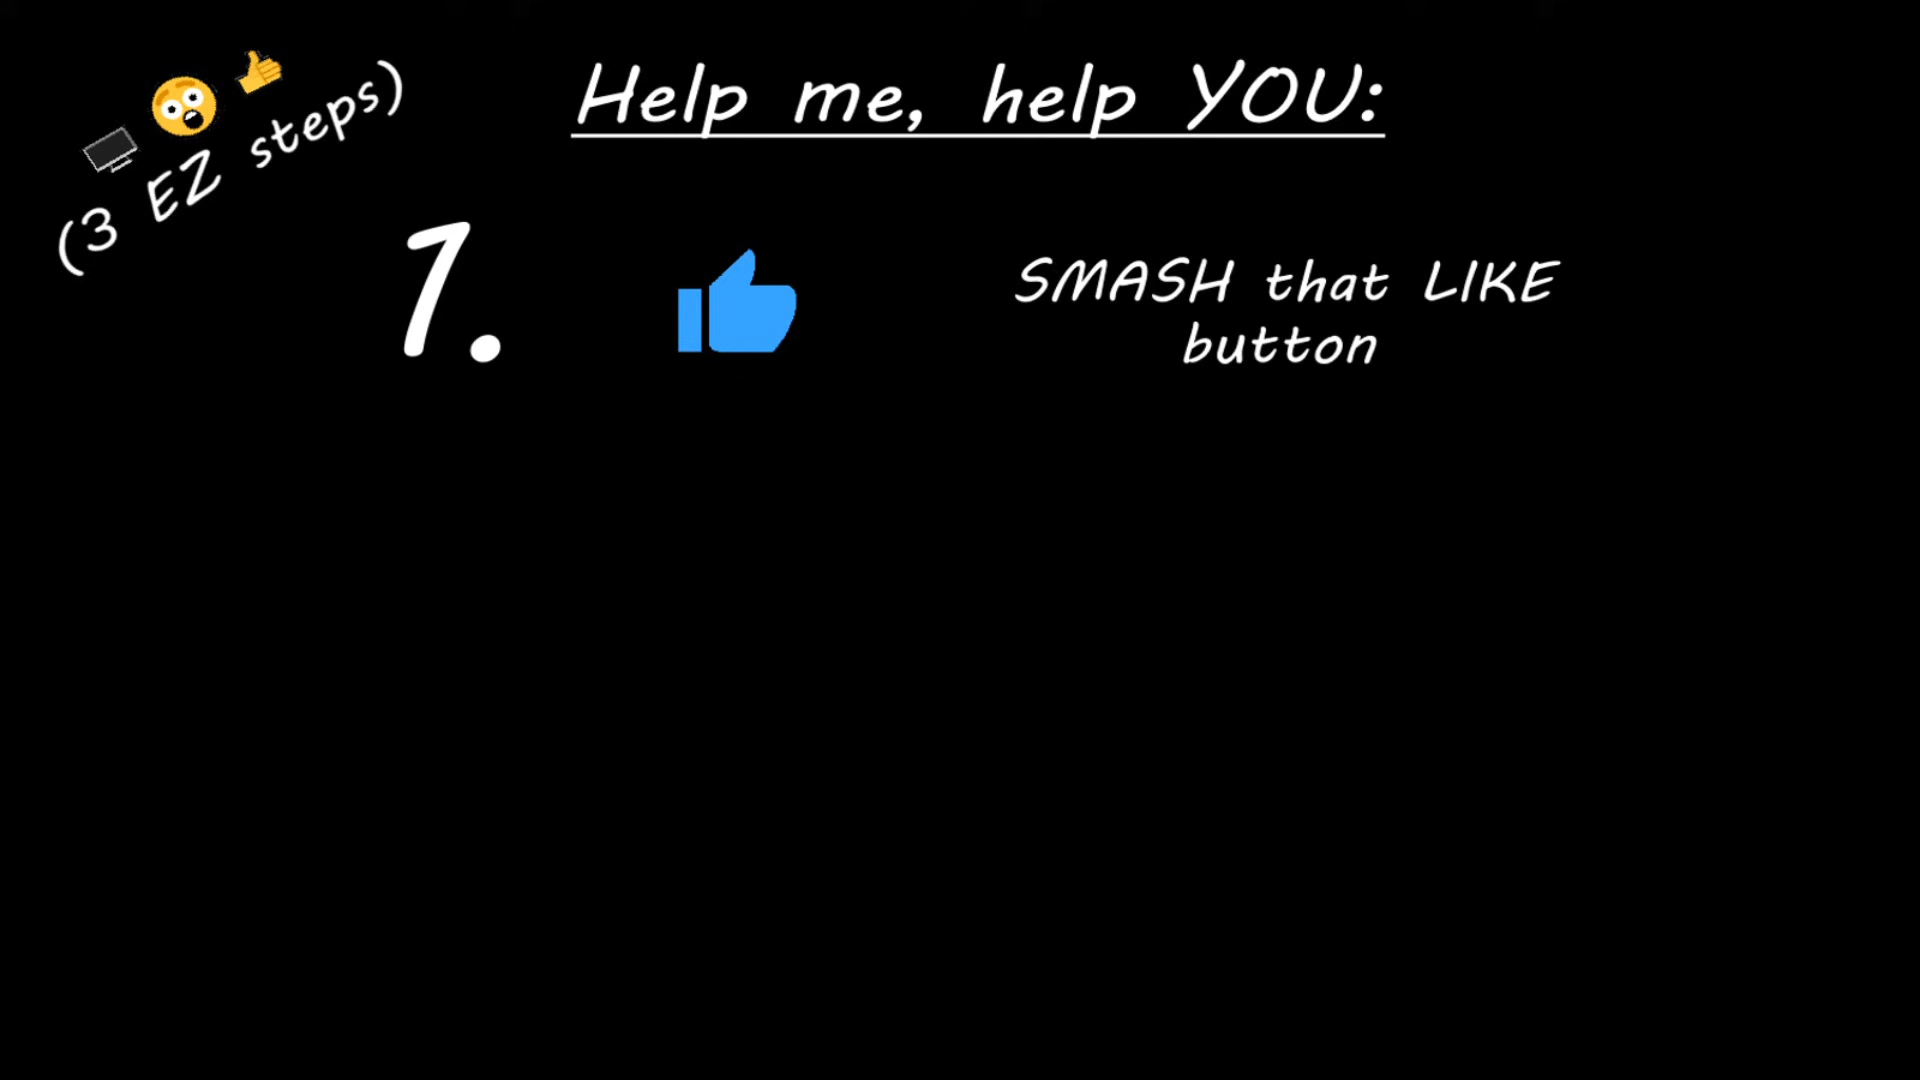 Help me, help YOU:
(3 EZ steps)
1.
SMASH that LIKE
button